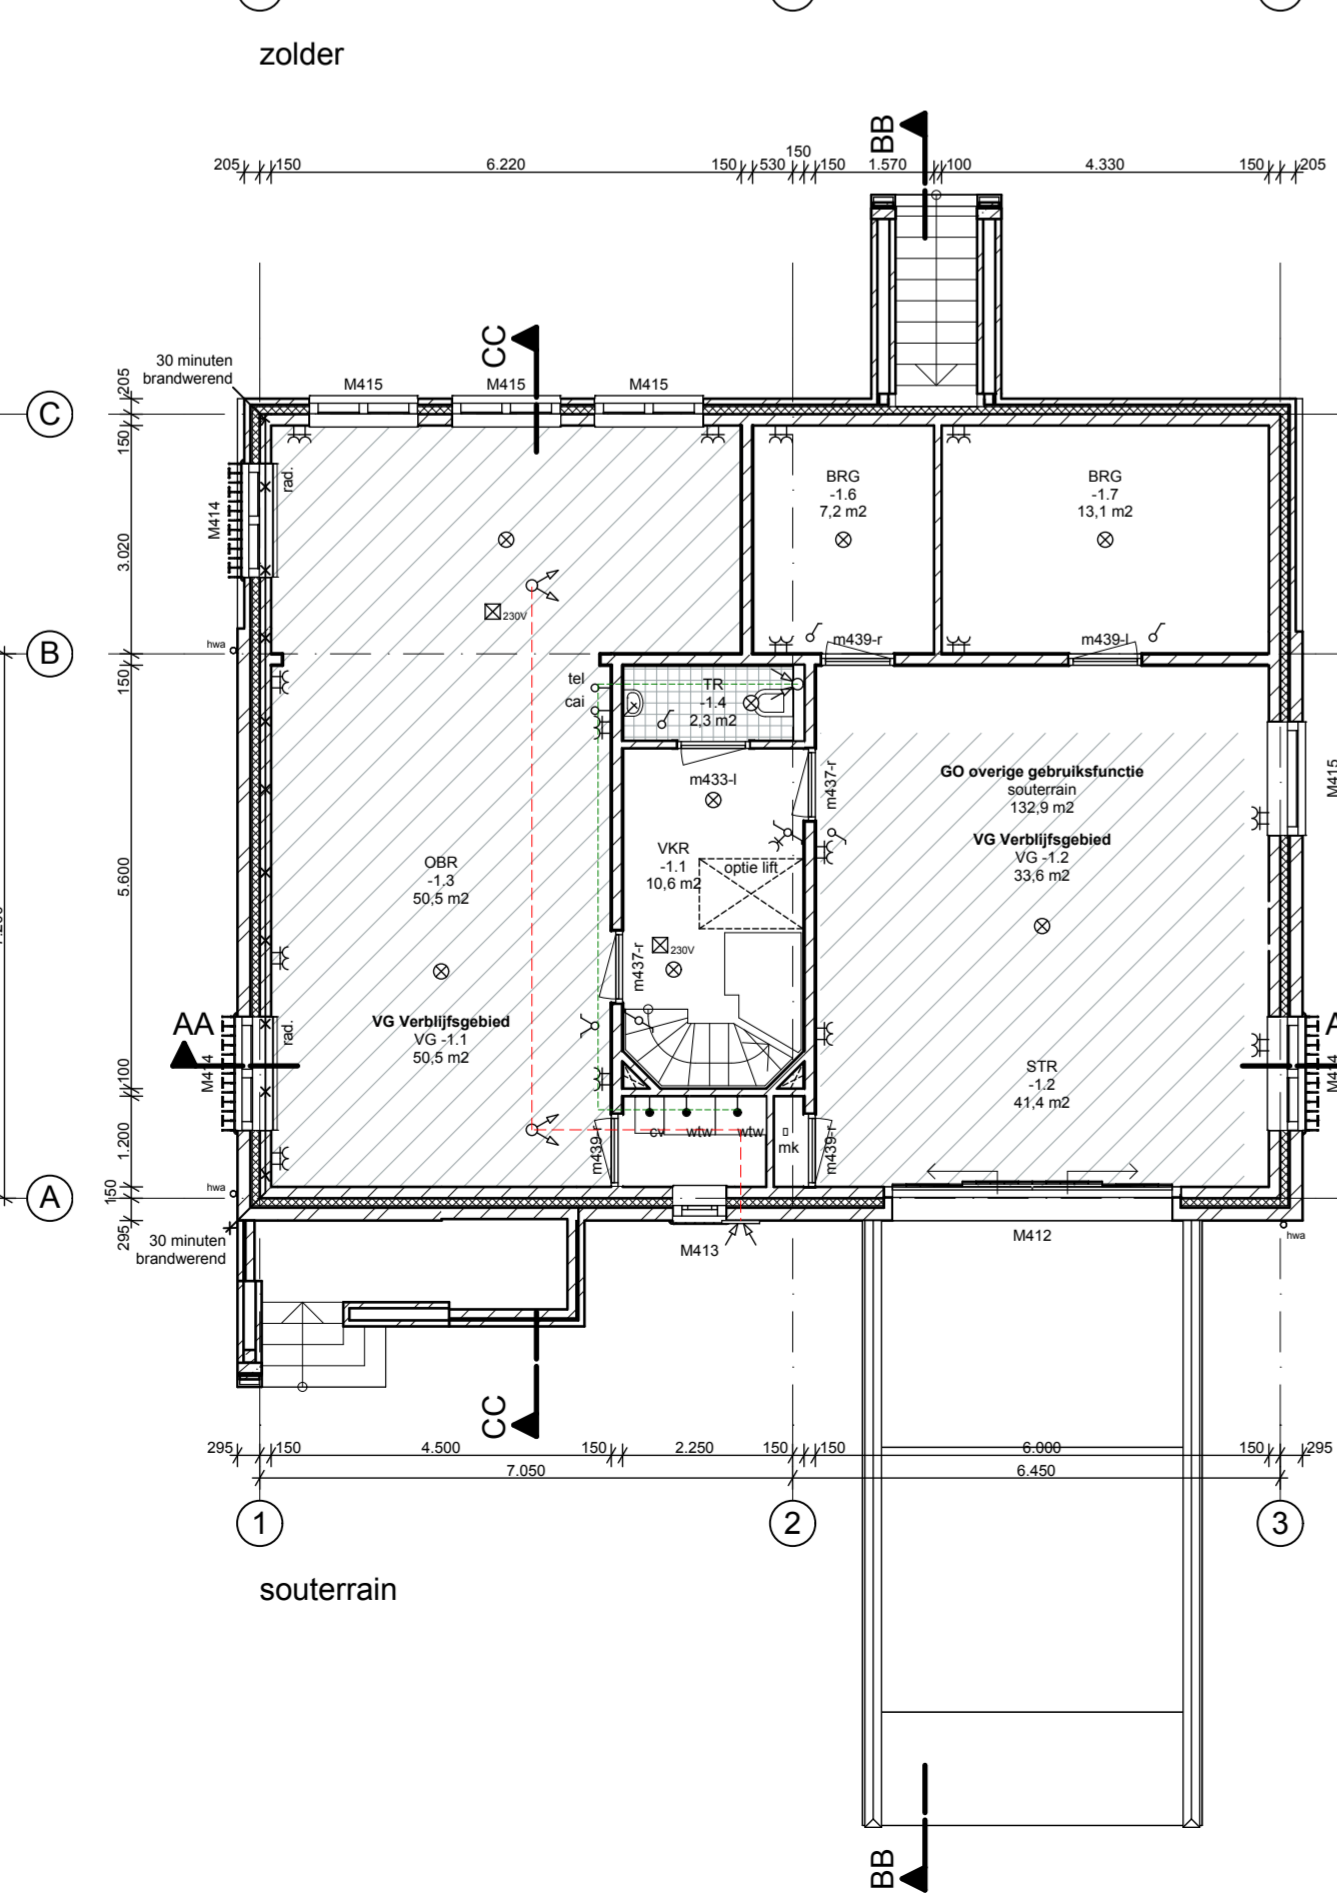 zolder
BB
205 150 6.220 150 530 150 150 1.570 100 4.330 150 205
CC
30 minuten
brandwerend
M415 M415 M415
C
205
150
3.020
150
5.600
100
1.200
150
295
M414
rad.
BRG
-1.6
7,2 m2
BRG
-1.7
13,1 m2
230V
hwa
B
m439-r
m439-l
tel
cai
TR
-1.4
2,3 m2
m433-l
m437-r
M415
GO overige gebruiksfunctie
souterrain
132,9 m2
VG Verblijfsgebied
VG -1.2
33,6 m2
OBR
-1.3
50,5 m2
VKR
-1.1
10,6 m2
optie lift
230V
m437-r
VG Verblijfsgebied
VG -1.1
50,5 m2
AA
M414
rad.
A
M414
STR
-1.2
41,4 m2
m439-r
cv wtw wtw
mk
m439-r
hwa
A
30 minuten
brandwerend
M413
M412
hwa
CC
295 150 4.500 150 2.250 150 150 6.000 150 295
7.050 6.450
1 2 3
souterrain
BB